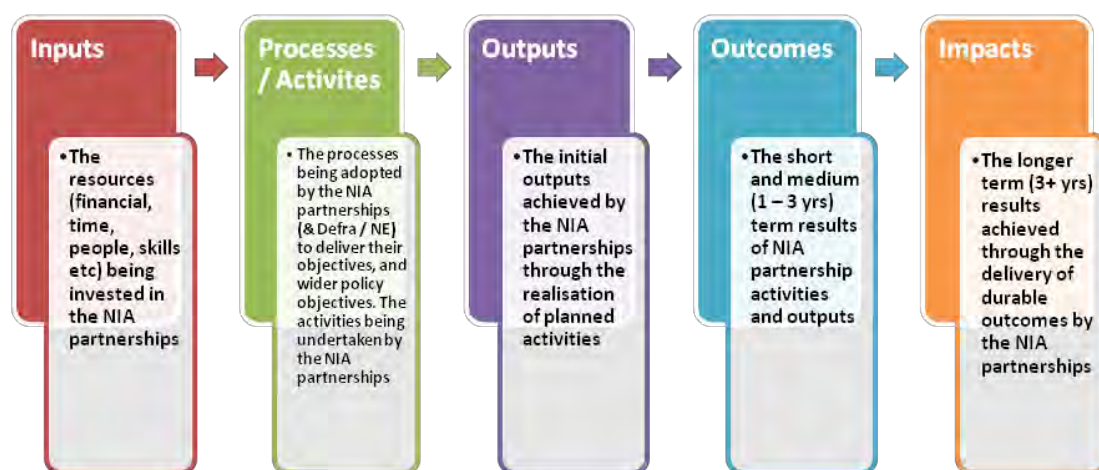 Inputs
• The
resources
(financial,
time,
people, skills
etc) being
invested in
the NIA
partnerships
Processes
/ Activites
• The processes
being adopted
by the NIA
partnerships
(& Defra / NE)
to deliver their
objectives, and
wider policy
objectives. The
activities being
undertaken by
the NIA
partnerships
Outputs
• The initial
outputs
achieved by
the NIA
partnerships
through the
realisation
of planned
activities
Outcomes
• The short
and medium
(1 – 3 yrs)
term results
of NIA
partnership
activities
and outputs
Impacts
• The longer
term (3+ yrs)
results
achieved
through the
delivery of
durable
outcomes by
the NIA
partnerships